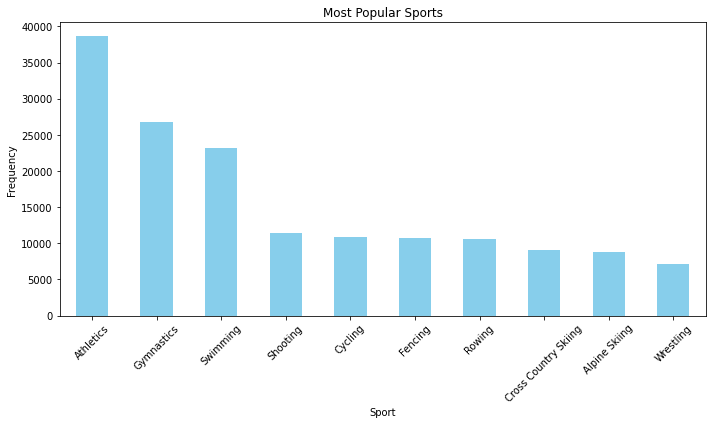 Most Popular Sports
Frequency
40000
35000
30000
25000
20000
15000
10000
5000
0
Athletics
Gymnastics
Swimming
Shooting
Cycling
Fencing
Rowing
Cross Country Skiing
Alpine Skiing
Wrestling
Sport